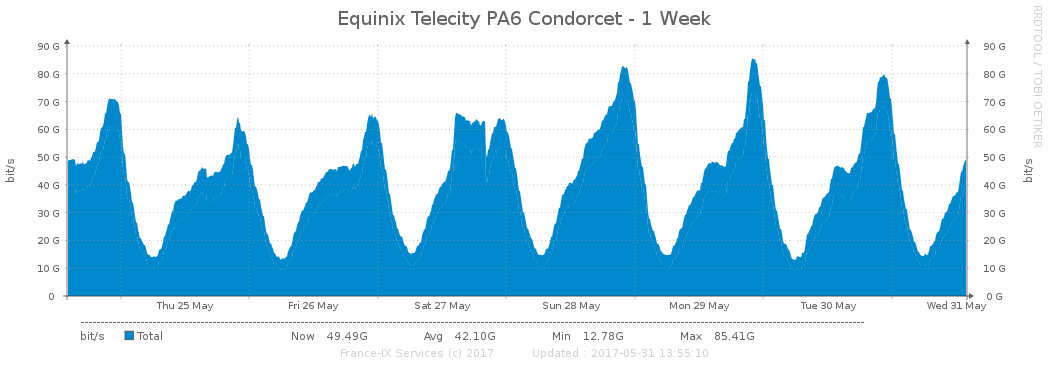 Equinix Telecity PA6 Condorcet - 1 Week
RRDTOOL / TOBI OETIKER
90 G 90 G
80 G 80 G
70 G 70 G
60 G 60 G
50 G 50 G
40 G 40 G
30 G 30 G
20 G 20 G
10 G 10 G
0 0 G
bit/s
bit/s
Thu 25 May Fri 26 May Sat 27 May Sun 28 May Mon 29 May Tue 30 May Wed 31 May
bit/s Total Now 49.49G Avg 42.10G Min 12.78G Max 85.41G
France-IX Services (c) 2017 Updated : 2017-05-31 13:55:10